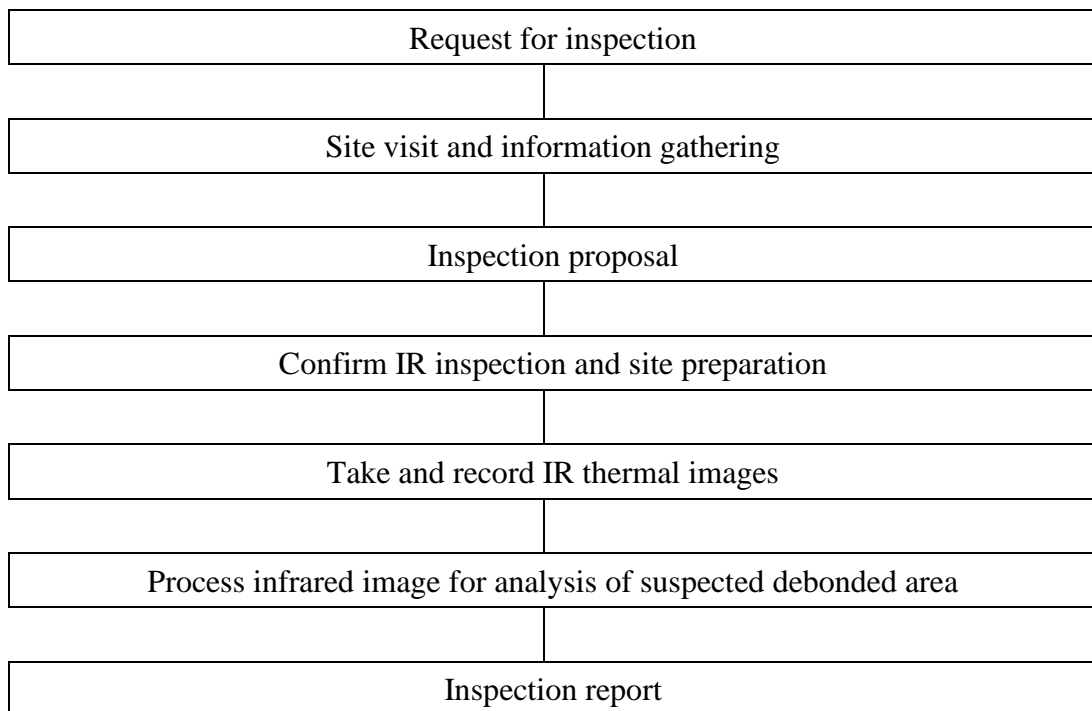 Request for inspection
Site visit and information gathering
Inspection proposal
Confirm IR inspection and site preparation
Take and record IR thermal images
Process infrared image for analysis of suspected debonded area
Inspection report